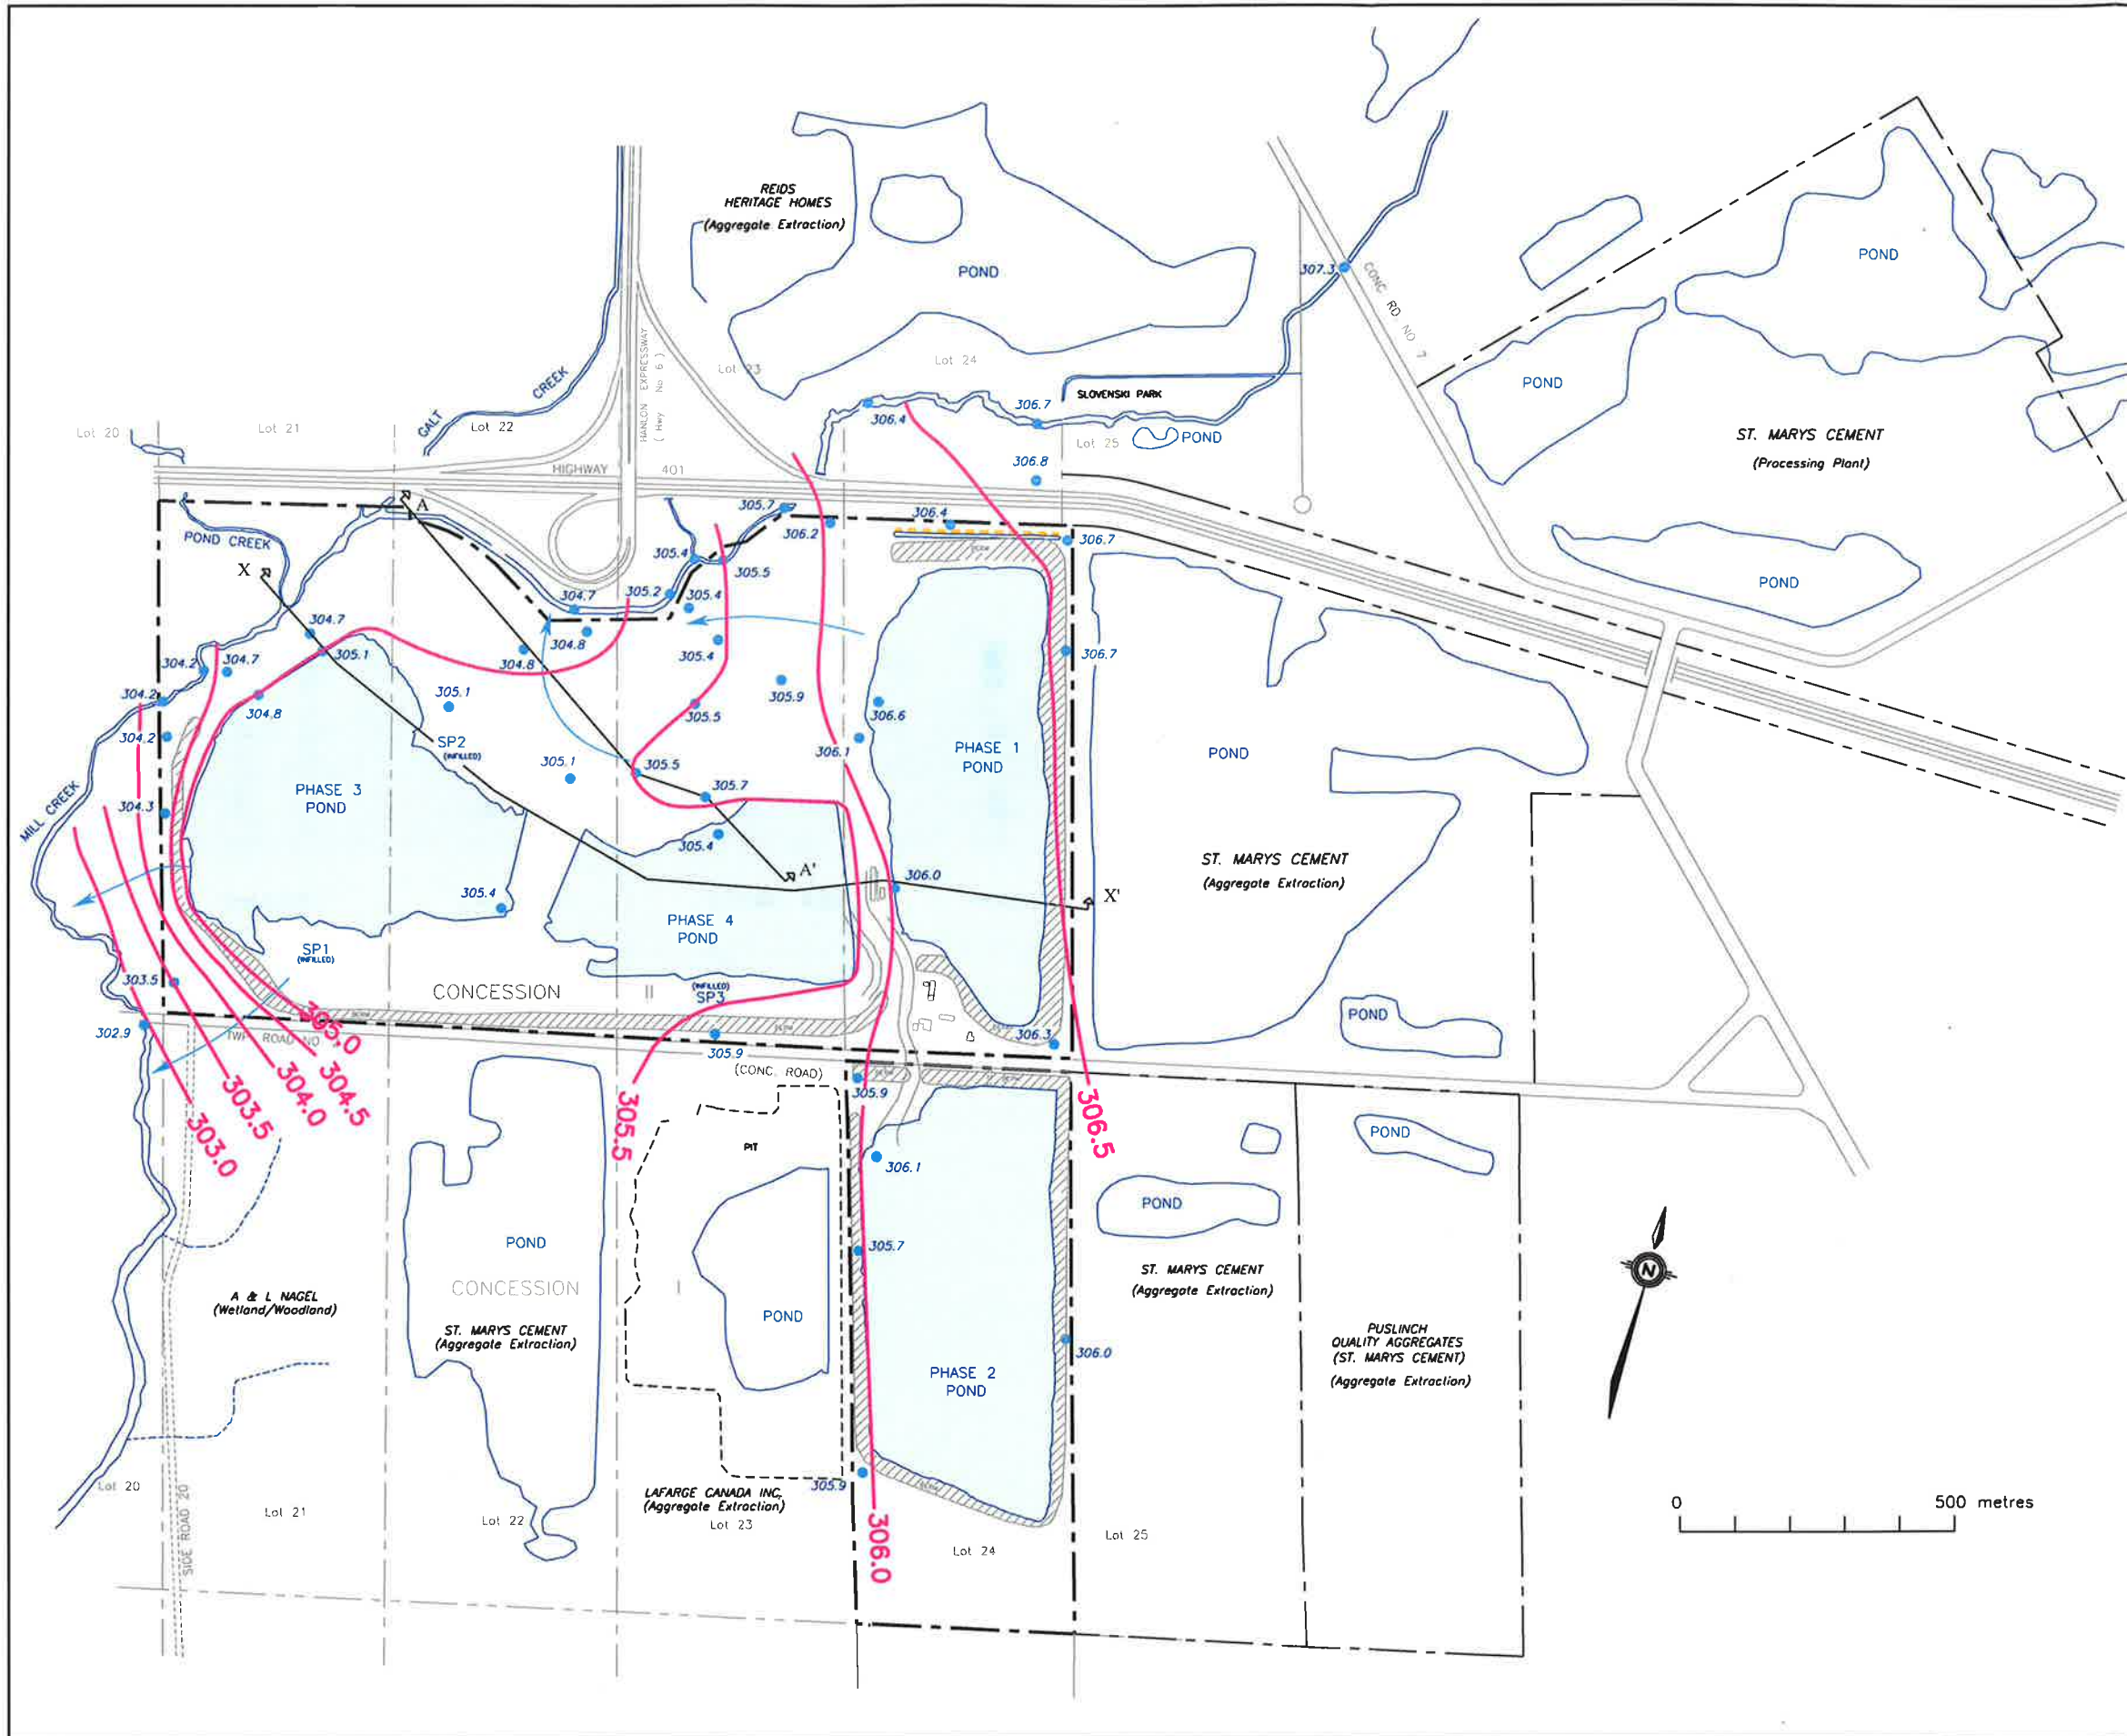 REIDS
HERITAGE HOMES
(Aggregate Extraction)
POND
POND
307.3
CONC RD NO 7
HANLON EXPRESSWAY
( Hwy No 6 )
Lot 23
Lot 24
POND
GALT CREEK
SLOVENSKI PARK
306.7
306.4
Lot 20
Lot 21
Lot 22
Lot 25
POND
ST. MARYS CEMENT
(Processing Plant)
HIGHWAY 401
306.8
A
305.7
306.2
306.4
306.7
POND CREEK
X
305.4
305.5
POND
304.7
305.2
305.4
304.7
304.8
304.8
305.4
306.7
305.1
304.2
304.7
304.2
304.8
305.1
305.9
305.5
306.6
304.2
SP2
(INFILLED)
306.1
PHASE 1
POND
POND
305.1
305.5
305.7
PHASE 3
POND
304.3
MILL CREEK
305.4
A'
306.0
X'
ST. MARYS CEMENT
(Aggregate Extraction)
305.4
PHASE 4
POND
SP1
(INFILLED)
303.5
CONCESSION II
(INFILLED)
SP3
POND
302.9
TWP ROAD NO
305.9
306.3
(CONC. ROAD)
305.0
304.5
304.0
303.5
303.0
305.5
305.9
306.5
PIT
306.1
POND
POND
POND
305.7
POND
ST. MARYS CEMENT
(Aggregate Extraction)
N
A & L NAGEL
(Wetland/Woodland)
CONCESSION I
POND
ST. MARYS CEMENT
(Aggregate Extraction)
306.0
PUSLINCH
QUALITY AGGREGATES
(ST. MARYS CEMENT)
(Aggregate Extraction)
PHASE 2
POND
305.9
LAFARGE CANADA INC,
(Aggregate Extraction)
Lot 23
Lot 20
Lot 21
Lot 22
SIDE ROAD 20
306.0
Lot 24
Lot 25
0 500 metres